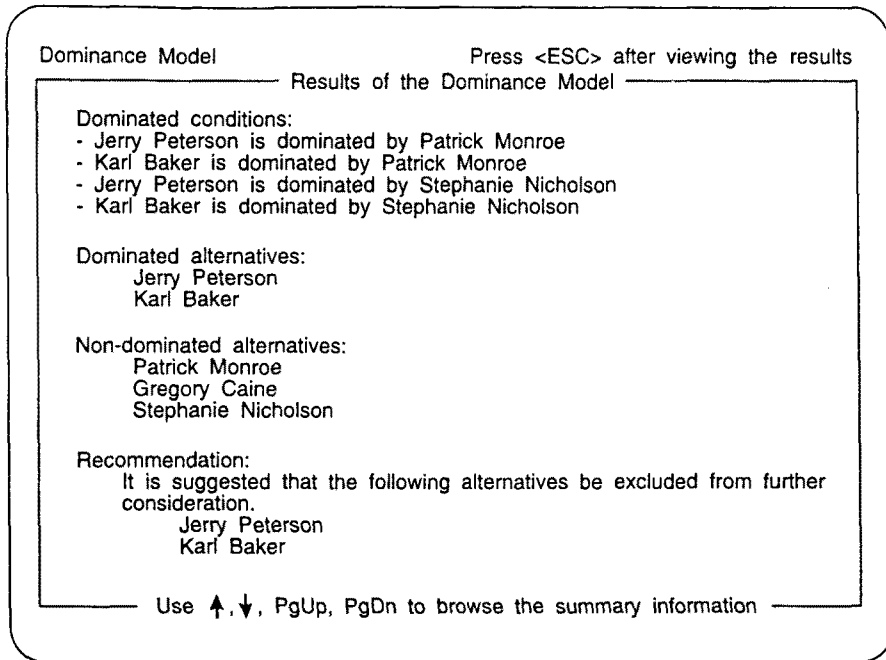 Dominance Model Press <ESC> after viewing the results
Results of the Dominance Model
Dominated conditions:
- Jerry Peterson is dominated by Patrick Monroe
- Karl Baker is dominated by Patrick Monroe
- Jerry Peterson is dominated by Stephanie Nicholson
- Karl Baker is dominated by Stephanie Nicholson
Dominated alternatives:
Jerry Peterson
Karl Baker
Non-dominated alternatives:
Patrick Monroe
Gregory Caine
Stephanie Nicholson
Recommendation:
It is suggested that the following alternatives be excluded from further
consideration.
Jerry Peterson
Karl Baker
Use ↑,↓, PgUp, PgDn to browse the summary information